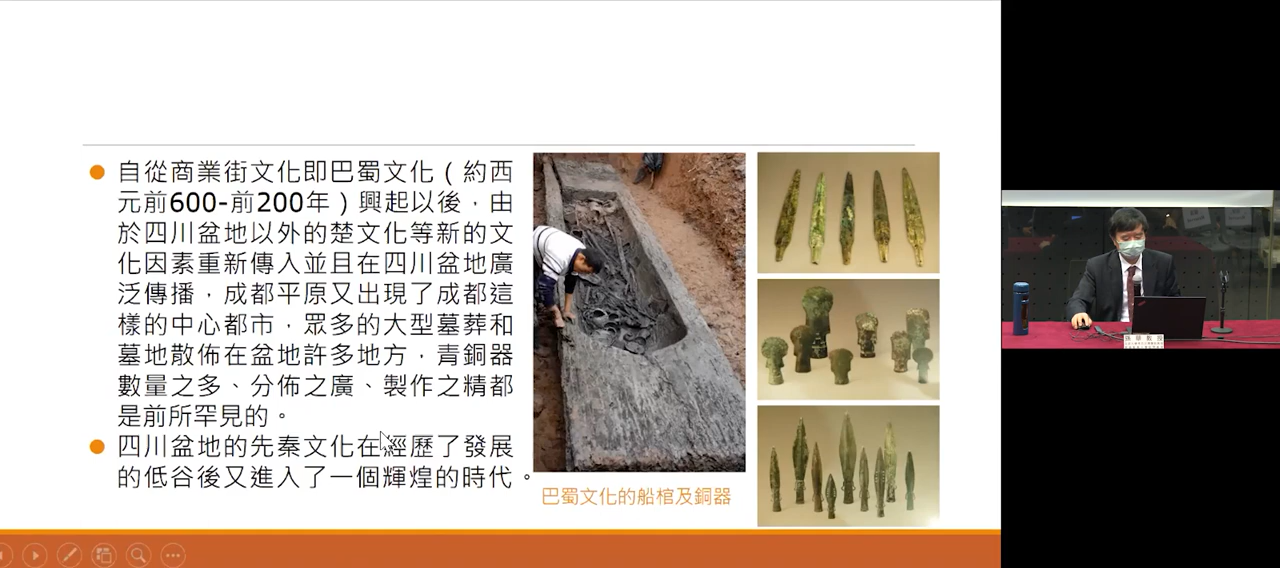 自從商業街文化即巴蜀文化（約西
元前600-前200年）興起以後，由
於四川盆地以外的楚文化等新的文
化因素重新傳入並且在四川盆地廣
泛傳播，成都平原又出現了成都這
樣的中心都市，眾多的大型墓葬和
墓地散佈在盆地許多地方，青銅器
數量之多、分佈之廣、製作之精都
是前所罕見的。
四川盆地的先秦文化在經歷了發展
的低谷後又進入了一個輝煌的時代。
巴蜀文化的船棺及銅器
孫華教授